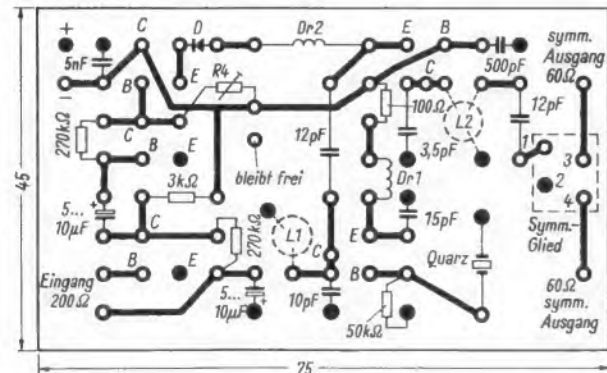 + C D Dr2 E B
5nF
500pF
symm.
Ausgang
60Ω
−
B E R4 C
L2
12pF
270kΩ
C
100Ω
12pF
3,5pF
1
B E
bleibt frei
3
2
3kΩ
Dr1
4
5...
10μF
C
270kΩ
L1
C
E
15pF
Symm.-
Glied
Eingang
200Ω
B E
5...
10μF
10pF
B
50kΩ
Quarz
60Ω
symm.
Ausgang
45
75